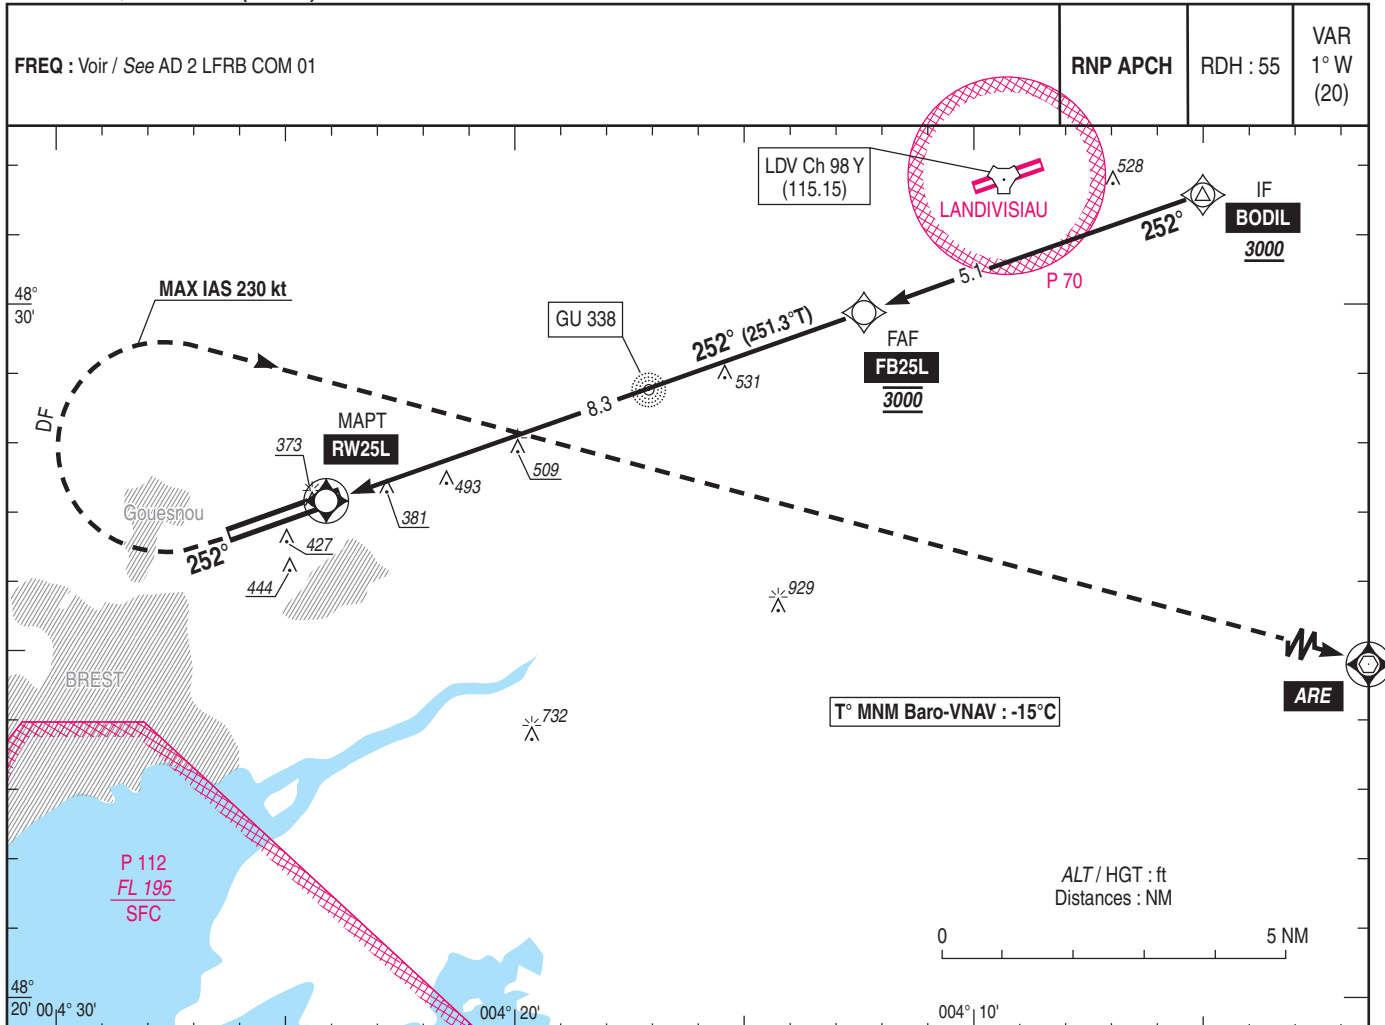 FREQ : Voir / See AD 2 LFRB COM 01
RNP APCH
RDH : 55
VAR
1° W
(20)
LDV Ch 98 Y
(115.15)
528
LANDIVISIAU
IF
BODIL
3000
252°
5.1
P 70
MAX IAS 230 kt
48°
30'
GU 338
252° (251.3°T)
FAF
FB25L
3000
531
8.3
DF
MAPT
RW25L
373
509
493
381
Gouesnou
252°
427
444
929
BREST
ARE
T° MNM Baro-VNAV : -15°C
732
P 112
FL 195
SFC
ALT / HGT : ft
Distances : NM
0
5 NM
48°
20'
004° 30'
004° 20'
004° 10'